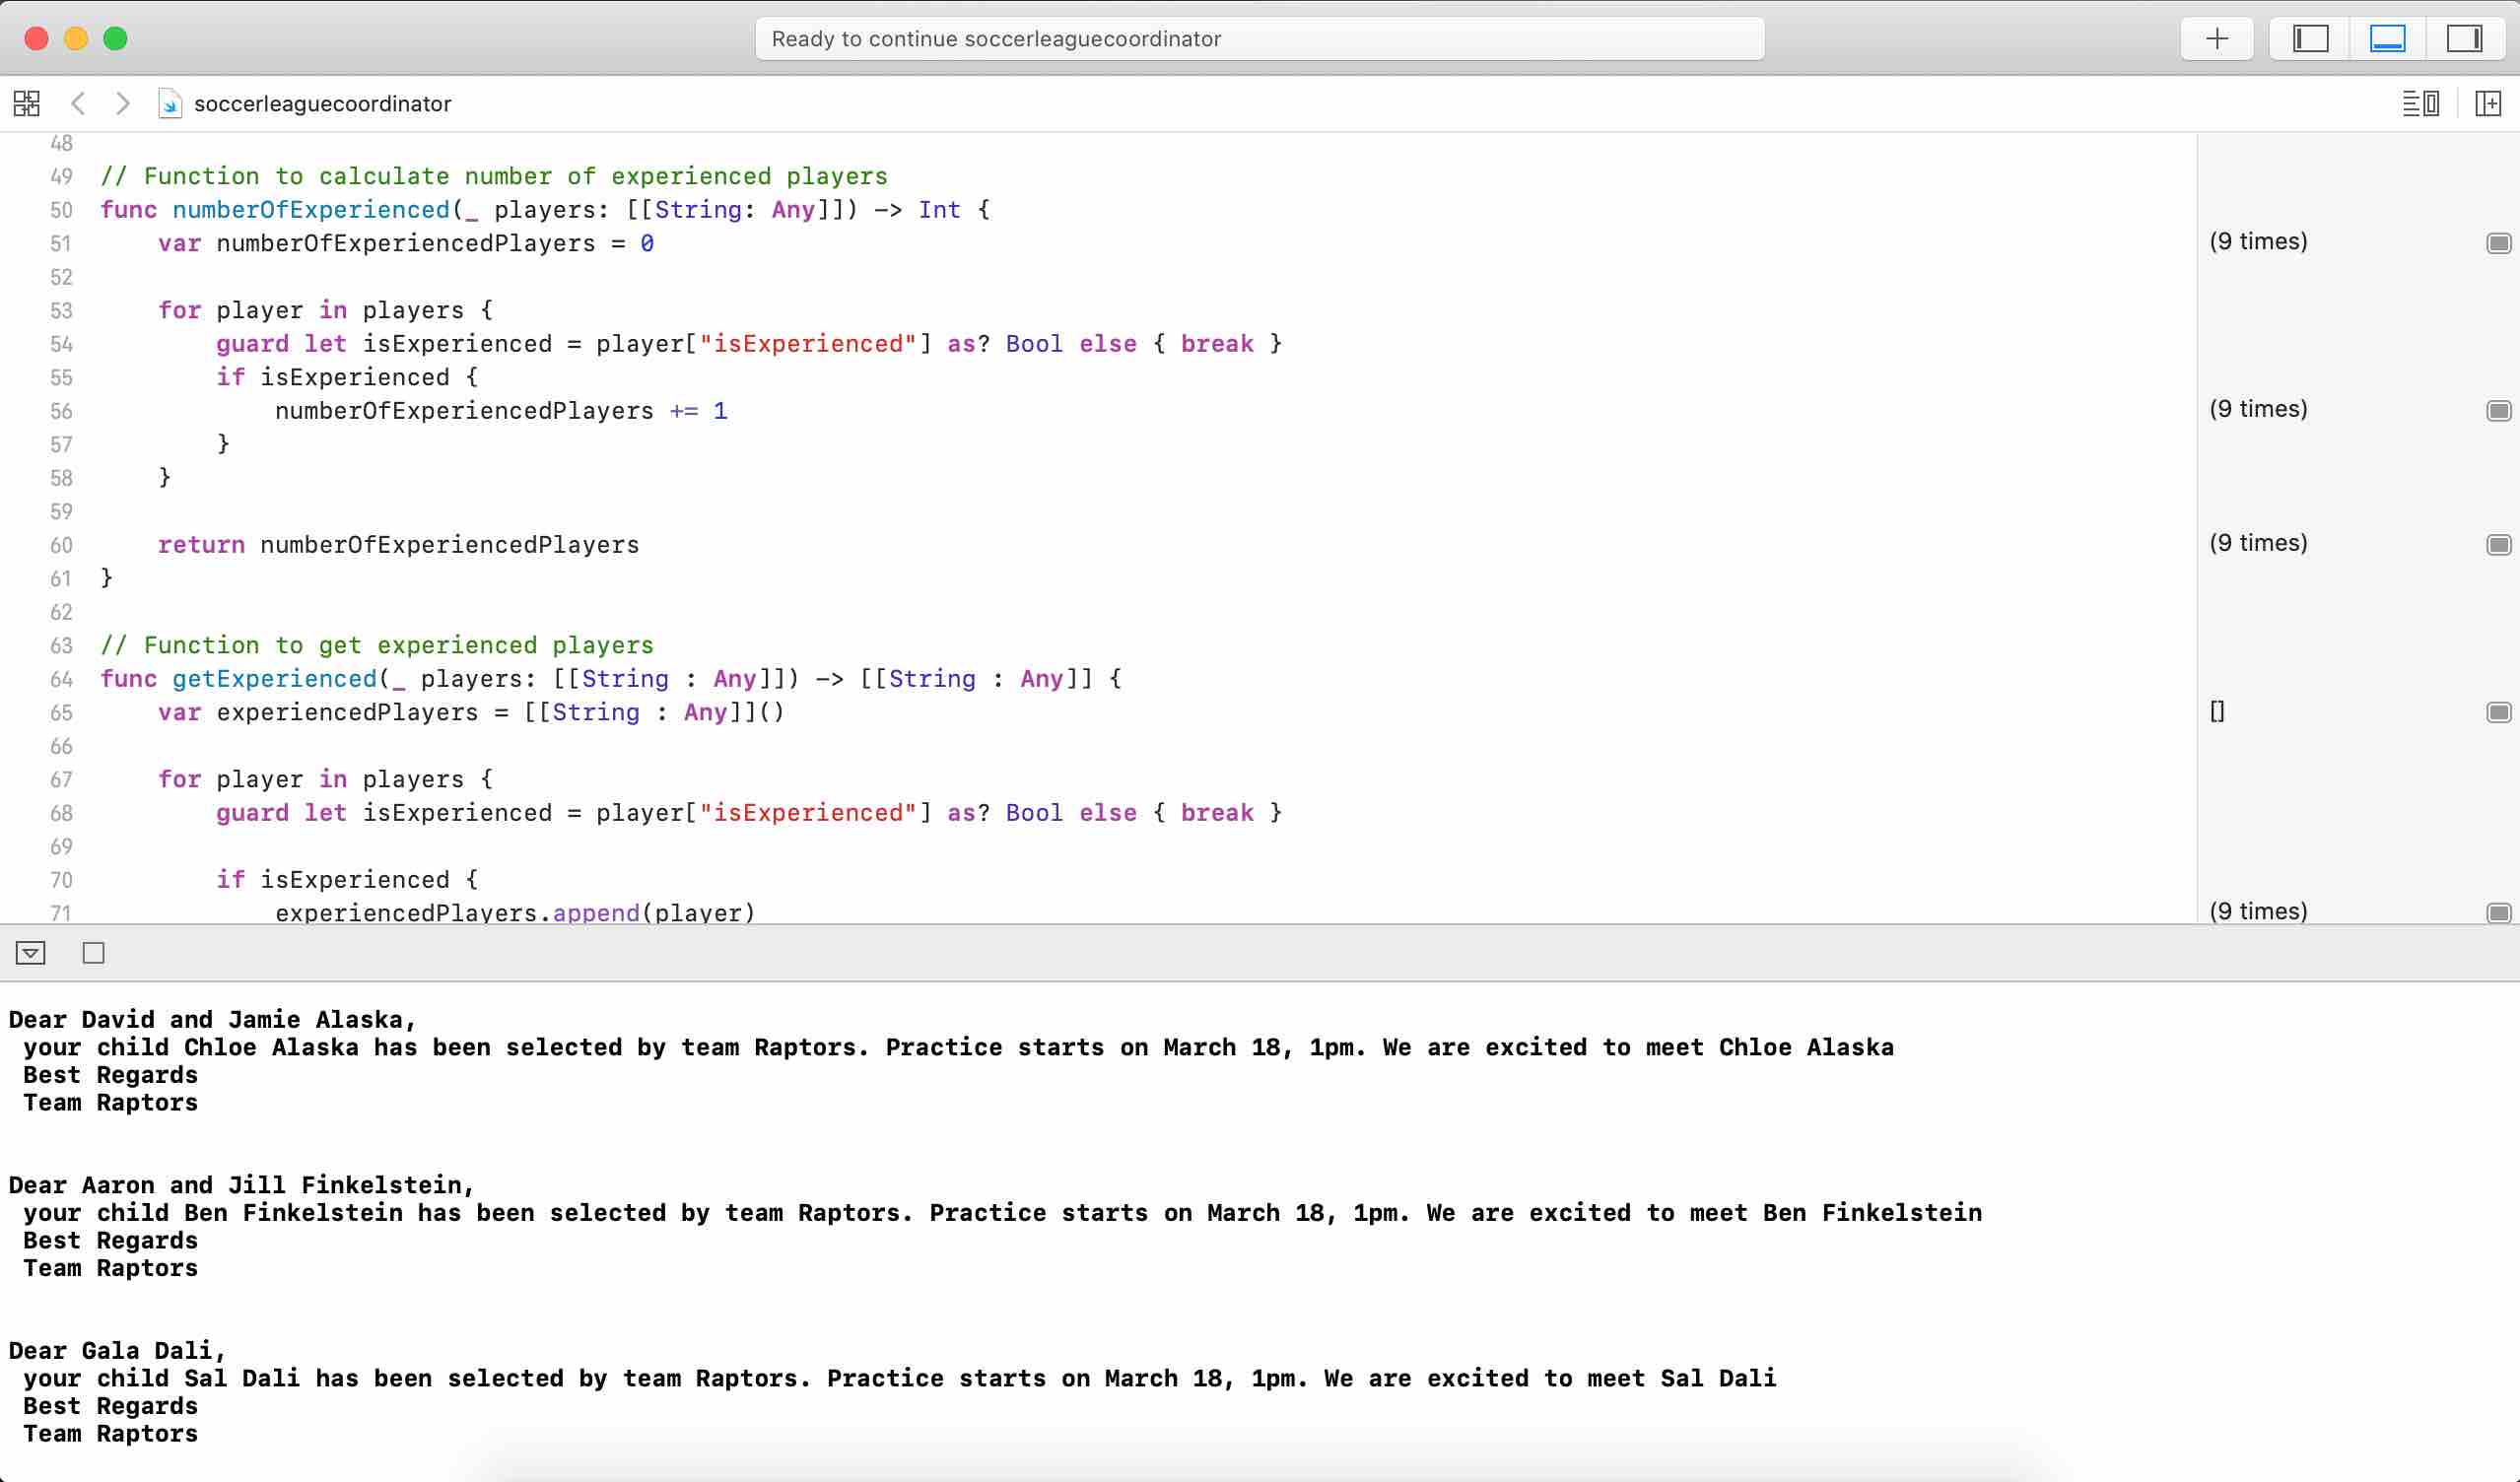 Ready to continue soccerleaguecoordinator
soccerleaguecoordinator
48
49 // Function to calculate number of experienced players
50 func numberOfExperienced(_ players: [[String: Any]]) -> Int {
51 var numberOfExperiencedPlayers = 0 (9 times)
52
53 for player in players {
54 guard let isExperienced = player["isExperienced"] as? Bool else { break }
55 if isExperienced {
56 numberOfExperiencedPlayers += 1 (9 times)
57 }
58 }
59
60 return numberOfExperiencedPlayers (9 times)
61 }
62
63 // Function to get experienced players
64 func getExperienced(_ players: [[String : Any]]) -> [[String : Any]] {
65 var experiencedPlayers = [[String : Any]]() []
66
67 for player in players {
68 guard let isExperienced = player["isExperienced"] as? Bool else { break }
69
70 if isExperienced {
71 experiencedPlayers.append(player) (9 times)
Dear David and Jamie Alaska,
your child Chloe Alaska has been selected by team Raptors. Practice starts on March 18, 1pm. We are excited to meet Chloe Alaska
Best Regards
Team Raptors
Dear Aaron and Jill Finkelstein,
your child Ben Finkelstein has been selected by team Raptors. Practice starts on March 18, 1pm. We are excited to meet Ben Finkelstein
Best Regards
Team Raptors
Dear Gala Dali,
your child Sal Dali has been selected by team Raptors. Practice starts on March 18, 1pm. We are excited to meet Sal Dali
Best Regards
Team Raptors